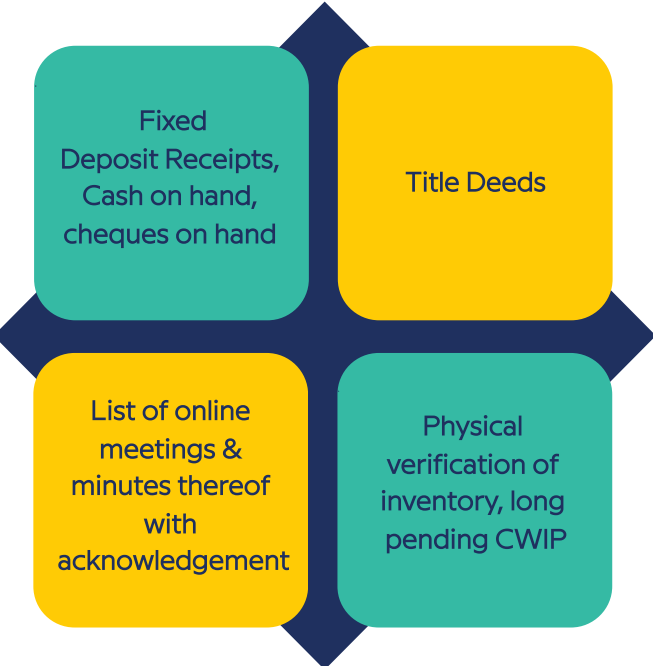 Fixed
Deposit Receipts,
Cash on hand,
cheques on hand
Title Deeds
List of online
meetings &
minutes thereof
with
acknowledgement
Physical
verification of
inventory, long
pending CWIP